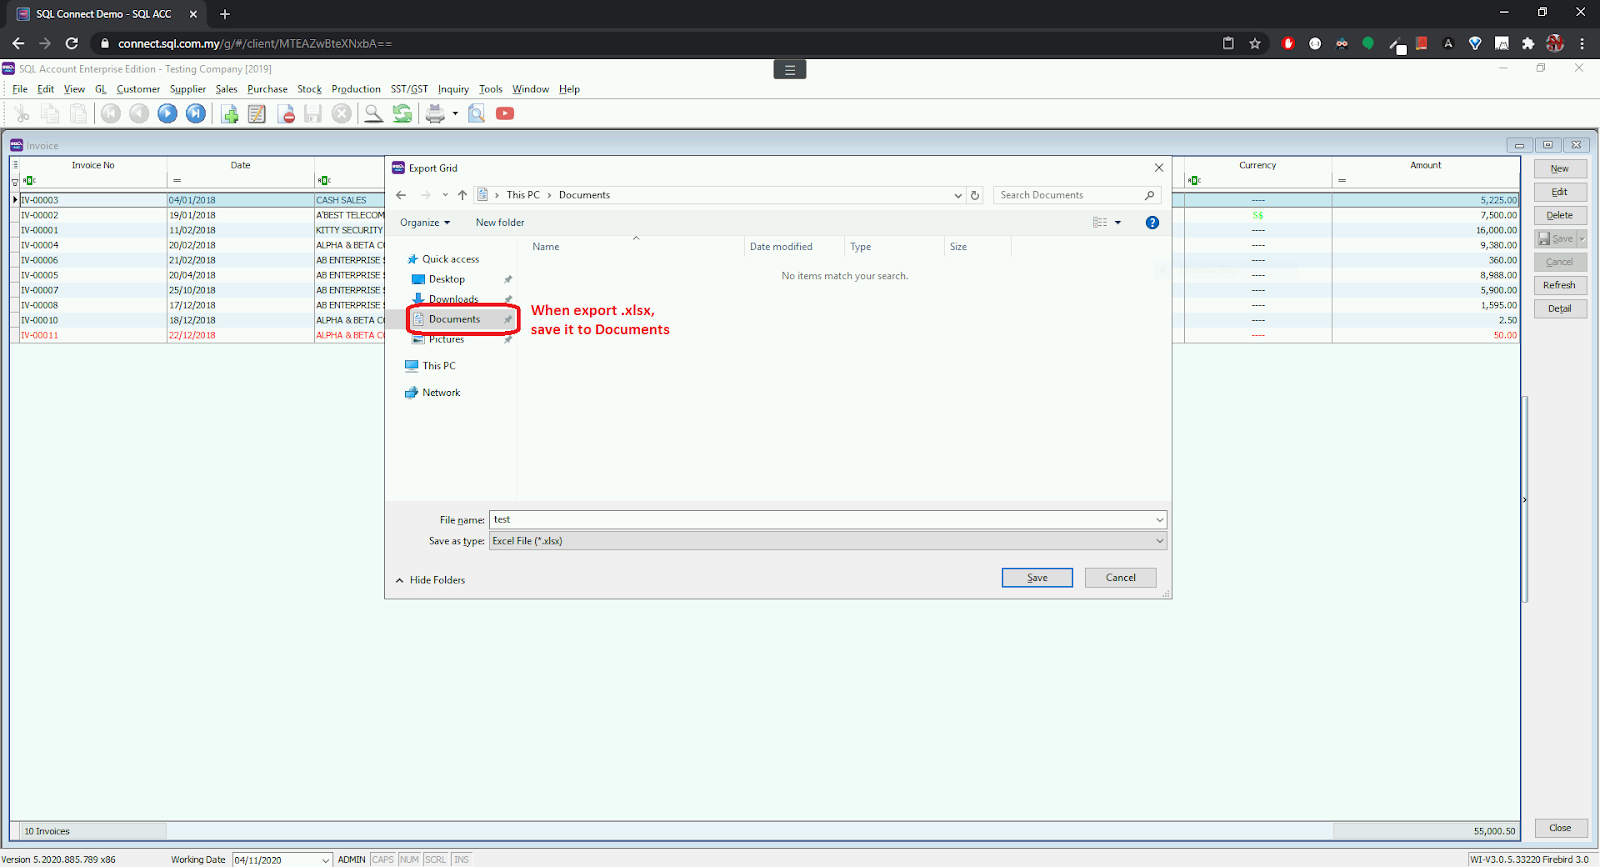 SQL Connect Demo - SQL ACC
connect.sql.com.my/g/#/client/MTEAZwBteXNxbA==
SQL Account Enterprise Edition - Testing Company [2019]
File Edit View GL Customer Supplier Sales Purchase Stock Production SST/GST Inquiry Tools Window Help
Invoice
Invoice No Date Currency Amount
IV-00003 04/01/2018 CASH SALES ---- 5,225.00
IV-00002 19/01/2018 A'BEST TELECOM $$ 7,500.00
IV-00001 11/02/2018 KITTY SECURITY ---- 16,000.00
IV-00004 20/02/2018 ALPHA & BETA CO ---- 9,380.00
IV-00006 21/02/2018 AB ENTERPRISE S ---- 360.00
IV-00005 20/04/2018 AB ENTERPRISE S ---- 8,988.00
IV-00007 25/10/2018 AB ENTERPRISE S ---- 5,900.00
IV-00008 17/12/2018 AB ENTERPRISE S ---- 1,595.00
IV-00010 18/12/2018 ALPHA & BETA CO ---- 2.50
IV-00011 22/12/2018 ALPHA & BETA CO ---- 50.00
New
Edit
Delete
Save
Cancel
Refresh
Detail
Export Grid
This PC > Documents
Search Documents
Organize New folder
Name Date modified Type Size
No items match your search.
Quick access
Desktop
Downloads
Documents
Pictures
This PC
Network
When export .xlsx,
save it to Documents
File name: test
Save as type: Excel File (*.xlsx)
Hide Folders
Save Cancel
10 Invoices 55,000.50
Close
Version 5.2020.885.789 x86 Working Date 04/11/2020 ADMIN CAPS NUM SCRL INS WI-V3.0.5.33220 Firebird 3.0